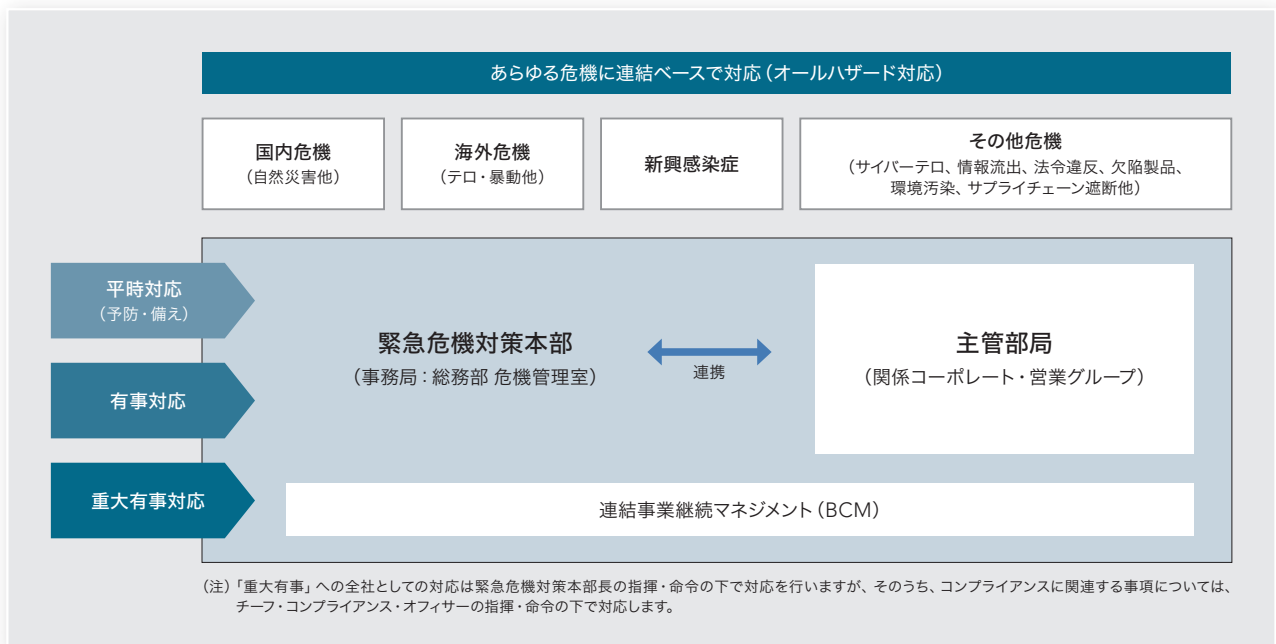 あらゆる危機に連結ベースで対応（オールハザード対応）
国内危機
（自然災害他）
海外危機
（テロ・暴動他）
新興感染症
その他危機
（サイバーテロ、情報流出、法令違反、欠陥製品、
環境汚染、サプライチェーン遮断他）
平時対応
（予防・備え）
有事対応
重大有事対応
緊急危機対策本部
（事務局：総務部 危機管理室）
連携
主管部局
（関係コーポレート・営業グループ）
連結事業継続マネジメント（BCM）
（注）「重大有事」への全社としての対応は緊急危機対策本部長の指揮・命令の下で対応を行いますが、そのうち、コンプライアンスに関連する事項については、
チーフ・コンプライアンス・オフィサーの指揮・命令の下で対応します。